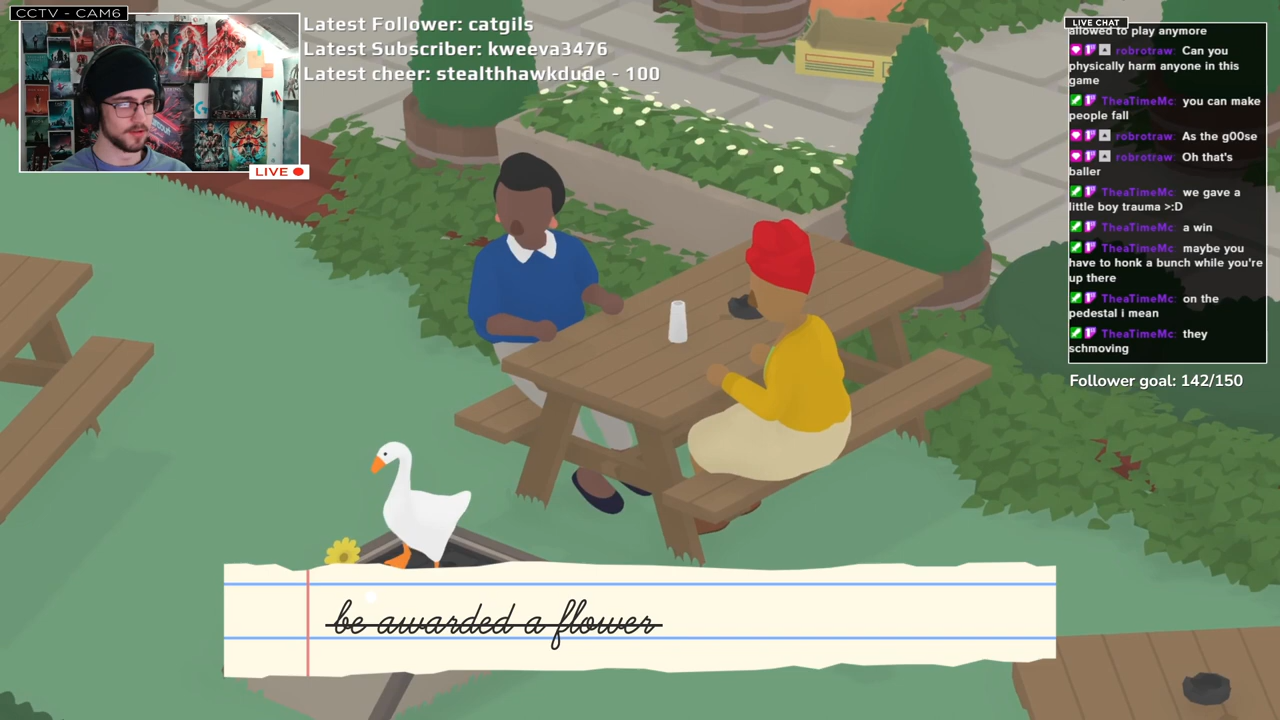 CCTV - CAM6
LIVE
Latest Follower: catgils
Latest Subscriber: kweeva3476
Latest cheer: stealthhawkdude - 100
LIVE CHAT
allowed to play anymore
robrotraw: Can you
physically harm anyone in this
game
TheaTimeMc: you can make
people fall
robrotraw: As the g00se
robrotraw: Oh that's
baller
TheaTimeMc: we gave a
little boy trauma >:D
TheaTimeMc: a win
TheaTimeMc: maybe you
have to honk a bunch while you're
up there
TheaTimeMc: on the
pedestal i mean
TheaTimeMc: they
schmoving
Follower goal: 142/150
be awarded a flower